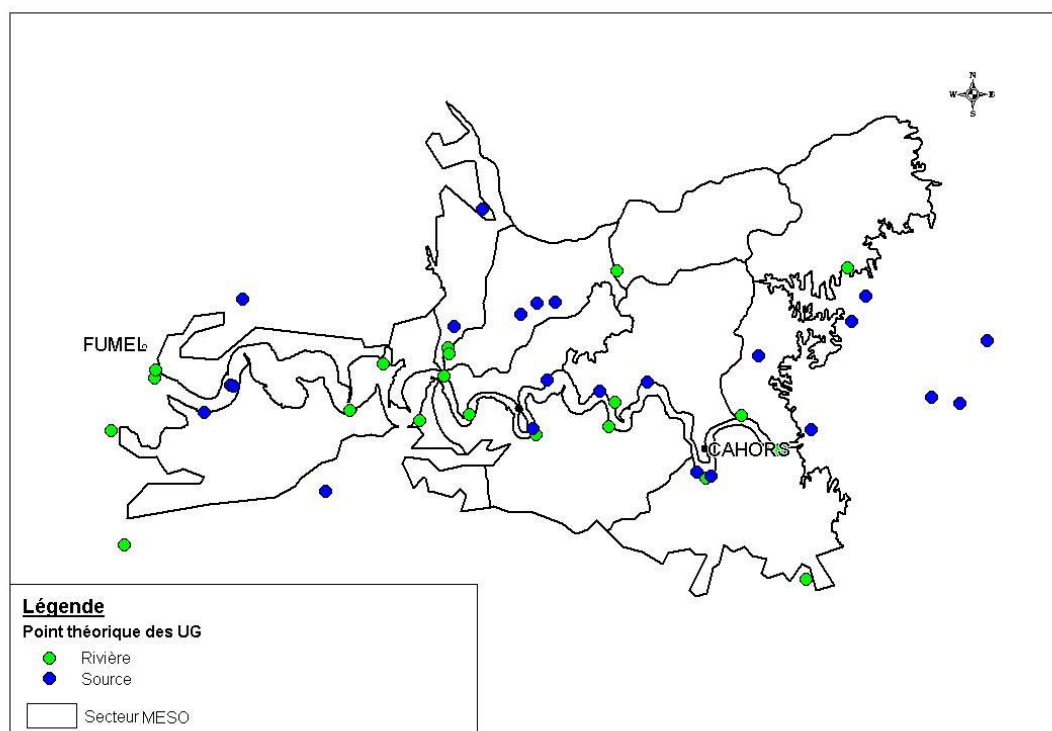 N
W E
S
FUMEL
CAHORS
Légende
Point théorique des UG
Rivière
Source
Secteur MESO